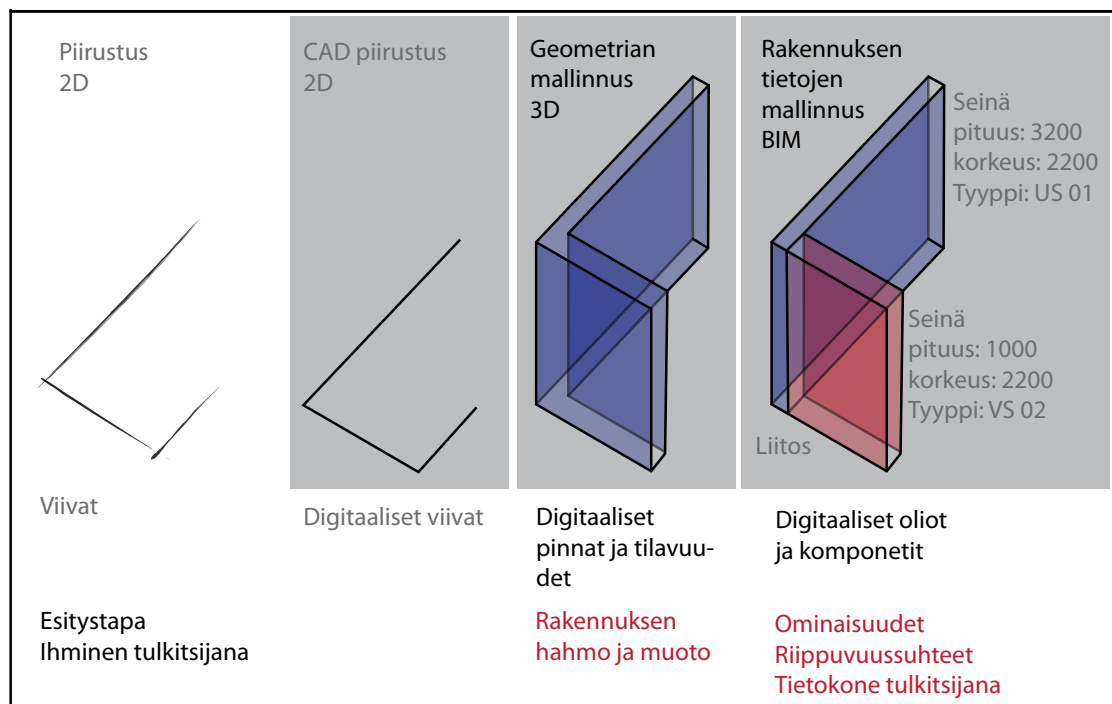 Piirustus
2D
CAD piirustus
2D
Geometrian
mallinnus
3D
Rakennuksen
tietojen
mallinnus
BIM
Seinä
pituus: 3200
korkeus: 2200
Tyyppi: US 01
Seinä
pituus: 1000
korkeus: 2200
Tyyppi: VS 02
Liitos
Viivat
Digitaaliset viivat
Digitaaliset
pinnat ja tilavuu-
det
Digitaaliset oliot
ja komponetit
Esitystapa
Ihminen tulkitsijana
Rakennuksen
hahmo ja muoto
Ominaisuudet
Riippuvuussuhteet
Tietokone tulkitsijana